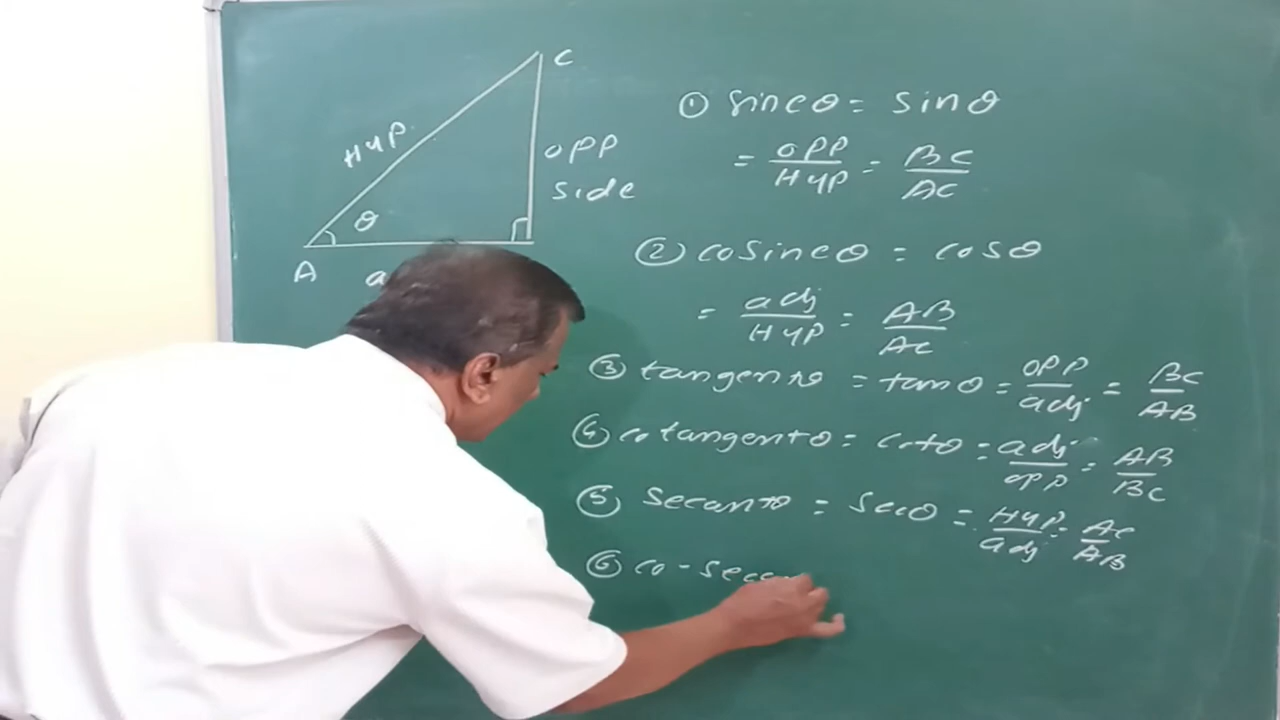 C
Hyp.
opp
side
θ
A
a
① sineθ = sinθ
= opp/Hyp = BC/AC
② cosineθ = cosθ
= adj/Hyp = AB/AC
③ tangentθ = tanθ = opp/adj = BC/AB
④ cotangentθ = cotθ = adj/opp = AB/BC
⑤ Secantθ = Secθ = Hyp/adj = AC/AB
⑥ co-secan